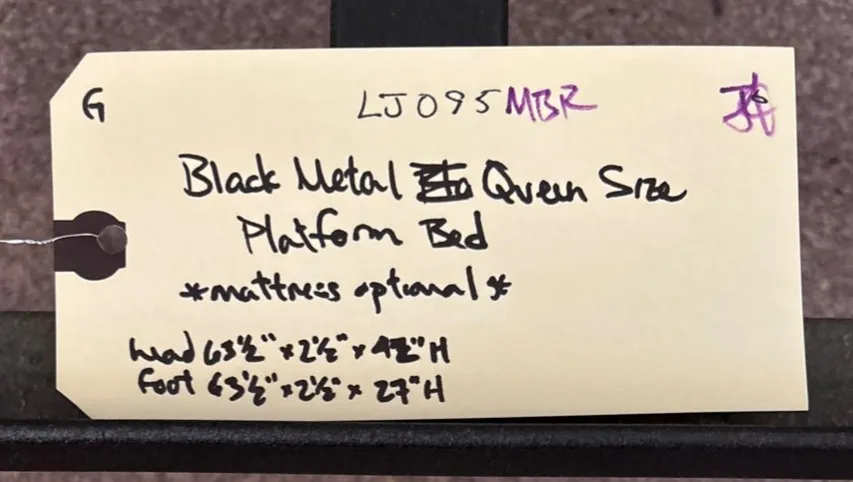 G LJ095MBR
Black Metal Queen Size
Platform Bed
*mattress optional*
head 63½" x 2½" x 42" H
foot 63½" x 2½" x 27" H